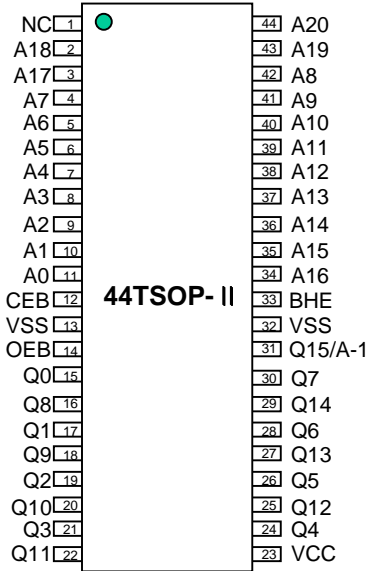 NC 1 44 A20
A18 2 43 A19
A17 3 42 A8
A7 4 41 A9
A6 5 40 A10
A5 6 39 A11
A4 7 38 A12
A3 8 37 A13
A2 9 36 A14
A1 10 35 A15
A0 11 34 A16
CEB 12 44TSOP-II 33 BHE
VSS 13 32 VSS
OEB 14 31 Q15/A-1
Q0 15 30 Q7
Q8 16 29 Q14
Q1 17 28 Q6
Q9 18 27 Q13
Q2 19 26 Q5
Q10 20 25 Q12
Q3 21 24 Q4
Q11 22 23 VCC